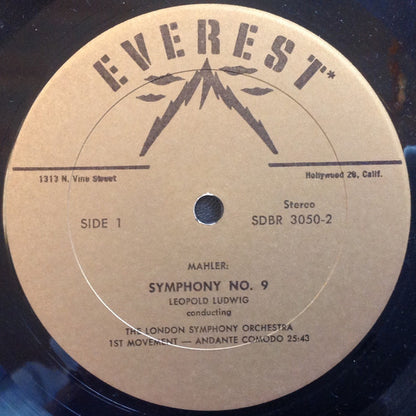 EVEREST*
1313 N. Vine Street
Hollywood 28, Calif.
SIDE 1
Stereo
SDBR 3050-2
MAHLER:
SYMPHONY NO. 9
LEOPOLD LUDWIG
conducting
THE LONDON SYMPHONY ORCHESTRA
1ST MOVEMENT — ANDANTE COMODO 25:43